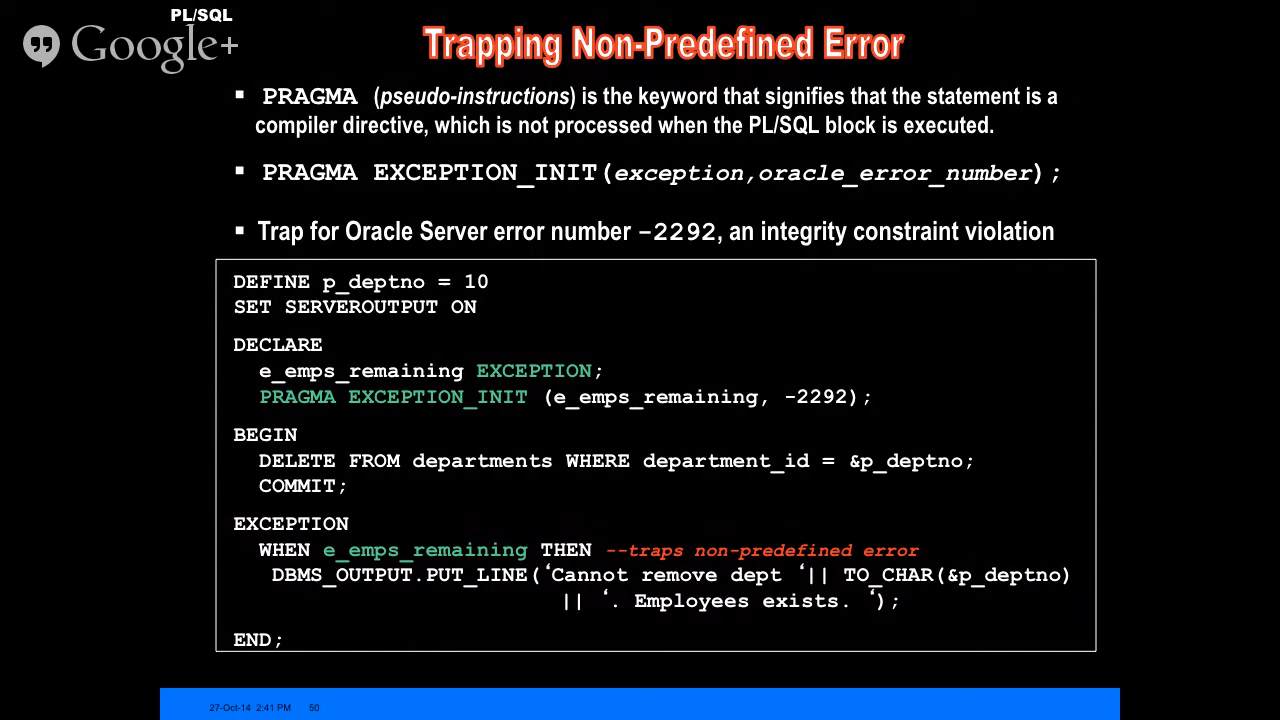 PL/SQL
Google+
Trapping Non-Predefined Error
▪ PRAGMA (pseudo-instructions) is the keyword that signifies that the statement is a
compiler directive, which is not processed when the PL/SQL block is executed.
▪ PRAGMA EXCEPTION_INIT(exception,oracle_error_number);
▪ Trap for Oracle Server error number -2292, an integrity constraint violation
DEFINE p_deptno = 10
SET SERVEROUTPUT ON
DECLARE
e_emps_remaining EXCEPTION;
PRAGMA EXCEPTION_INIT (e_emps_remaining, -2292);
BEGIN
DELETE FROM departments WHERE department_id = &p_deptno;
COMMIT;
EXCEPTION
WHEN e_emps_remaining THEN --traps non-predefined error
DBMS_OUTPUT.PUT_LINE(‘Cannot remove dept ‘|| TO_CHAR(&p_deptno)
|| ‘. Employees exists. ‘);
END;
27-Oct-14 2:41 PM 50